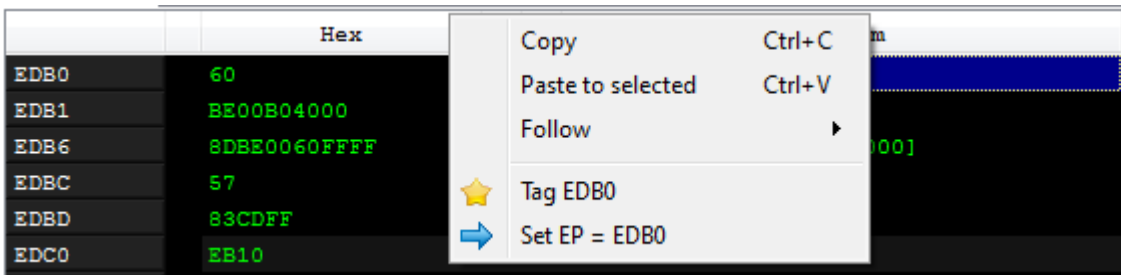 Hex m
EDB0 60
EDB1 BE00B04000
EDB6 8DBE0060FFFF 000]
EDBC 57
EDBD 83CDFF
EDC0 EB10
Copy Ctrl+C
Paste to selected Ctrl+V
Follow
Tag EDB0
Set EP = EDB0